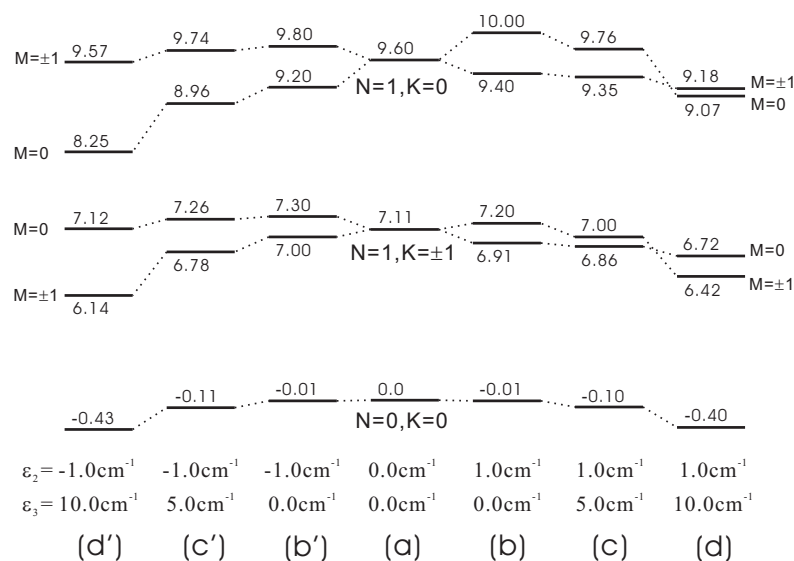 9.57 9.74 9.80 9.60 10.00 9.76 9.18
M=±1 M=±1
8.96 9.20 N=1,K=0 9.40 9.35 9.07 M=0
M=0 8.25
M=0 7.12 7.26 7.30 7.11 7.20 7.00 6.72 M=0
6.78 7.00 N=1,K=±1 6.91 6.86
M=±1 6.14 6.42 M=±1
-0.43 -0.11 -0.01 0.0 -0.01 -0.10 -0.40
N=0,K=0
ε₂= -1.0cm⁻¹ -1.0cm⁻¹ -1.0cm⁻¹ 0.0cm⁻¹ 1.0cm⁻¹ 1.0cm⁻¹ 1.0cm⁻¹
ε₃= 10.0cm⁻¹ 5.0cm⁻¹ 0.0cm⁻¹ 0.0cm⁻¹ 0.0cm⁻¹ 5.0cm⁻¹ 10.0cm⁻¹
(d') (c') (b') (a) (b) (c) (d)